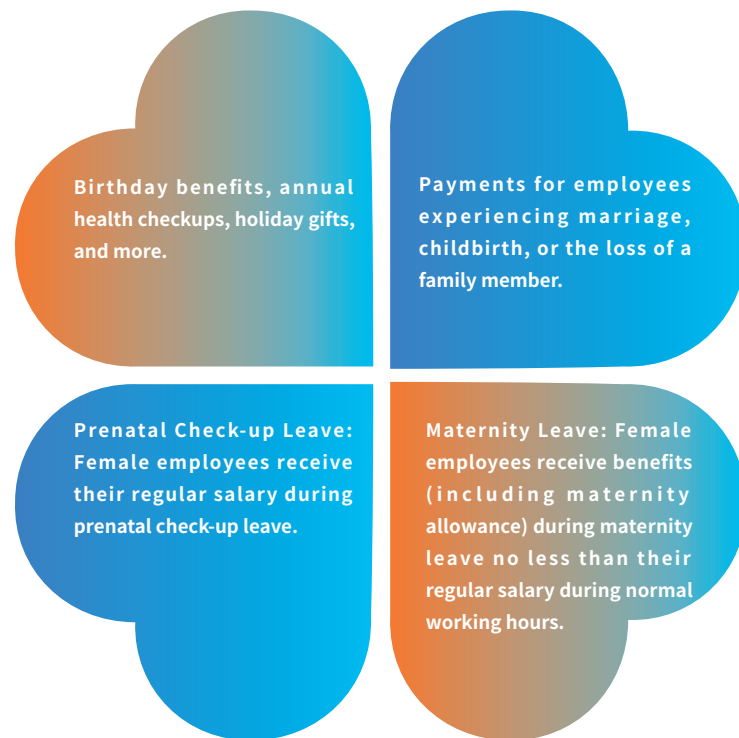 Birthday benefits, annual
health checkups, holiday gifts,
and more.
Payments for employees
experiencing marriage,
childbirth, or the loss of a
family member.
Prenatal Check-up Leave:
Female employees receive
their regular salary during
prenatal check-up leave.
Maternity Leave: Female
employees receive benefits
(including maternity
allowance) during maternity
leave no less than their
regular salary during normal
working hours.